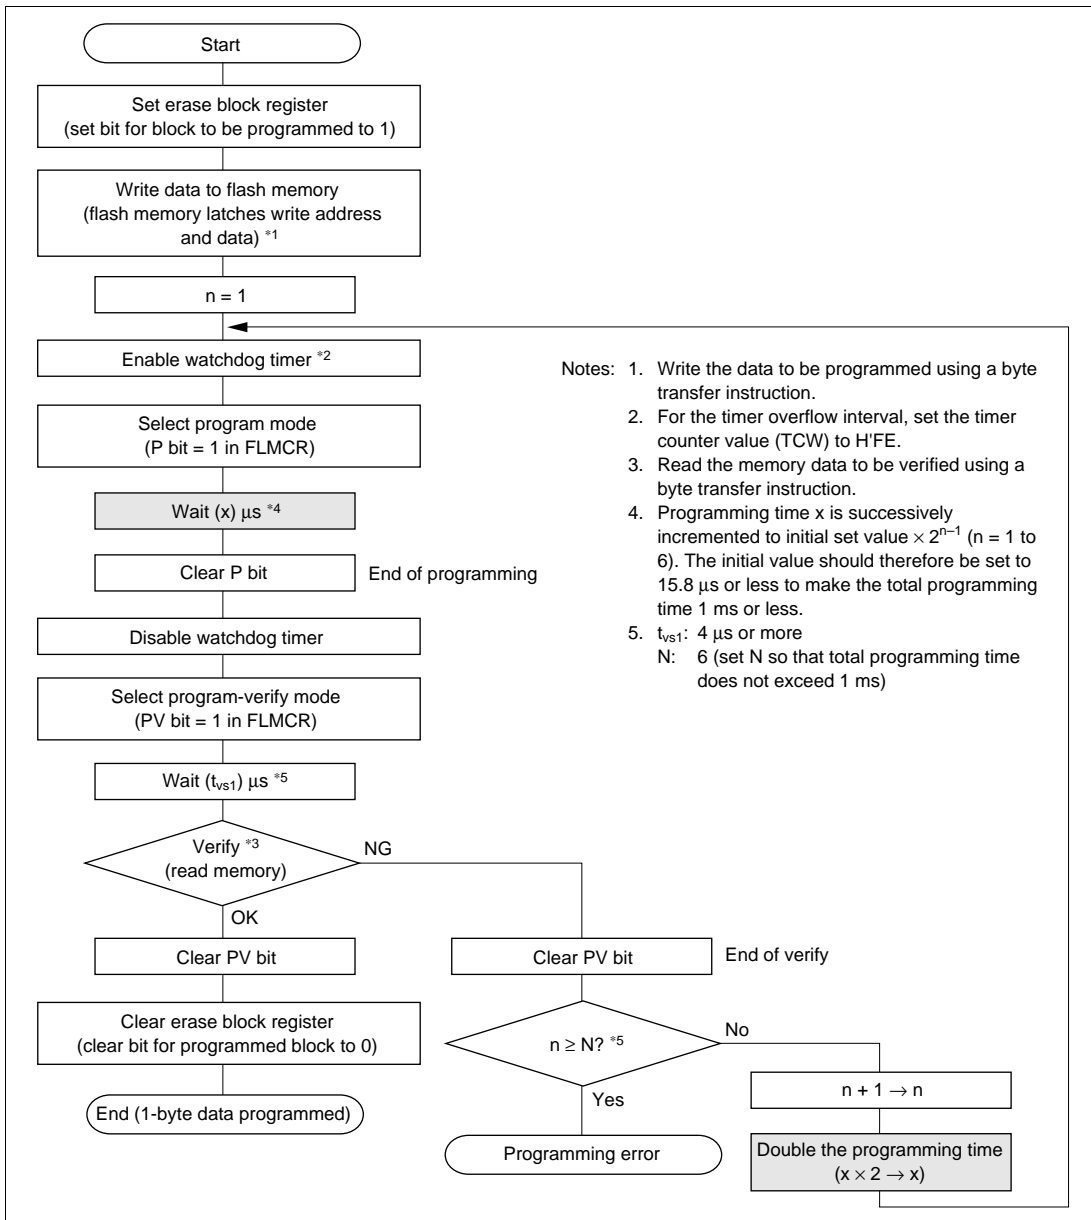 Start
Set erase block register
(set bit for block to be programmed to 1)
Write data to flash memory
(flash memory latches write address
and data) *1
n = 1
Enable watchdog timer *2
Select program mode
(P bit = 1 in FLMCR)
Wait (x) μs *4
Clear P bit
End of programming
Disable watchdog timer
Select program-verify mode
(PV bit = 1 in FLMCR)
Wait (tvs1) μs *5
Verify *3
(read memory)
NG
OK
Clear PV bit
Clear erase block register
(clear bit for programmed block to 0)
End (1-byte data programmed)
Clear PV bit
End of verify
n ≥ N? *5
No
Yes
Programming error
n + 1 → n
Double the programming time
(x × 2 → x)
Notes: 1. Write the data to be programmed using a byte
transfer instruction.
2. For the timer overflow interval, set the timer
counter value (TCW) to H'FE.
3. Read the memory data to be verified using a
byte transfer instruction.
4. Programming time x is successively
incremented to initial set value × 2^n–1 (n = 1 to
6). The initial value should therefore be set to
15.8 μs or less to make the total programming
time 1 ms or less.
5. tvs1: 4 μs or more
N: 6 (set N so that total programming time
does not exceed 1 ms)